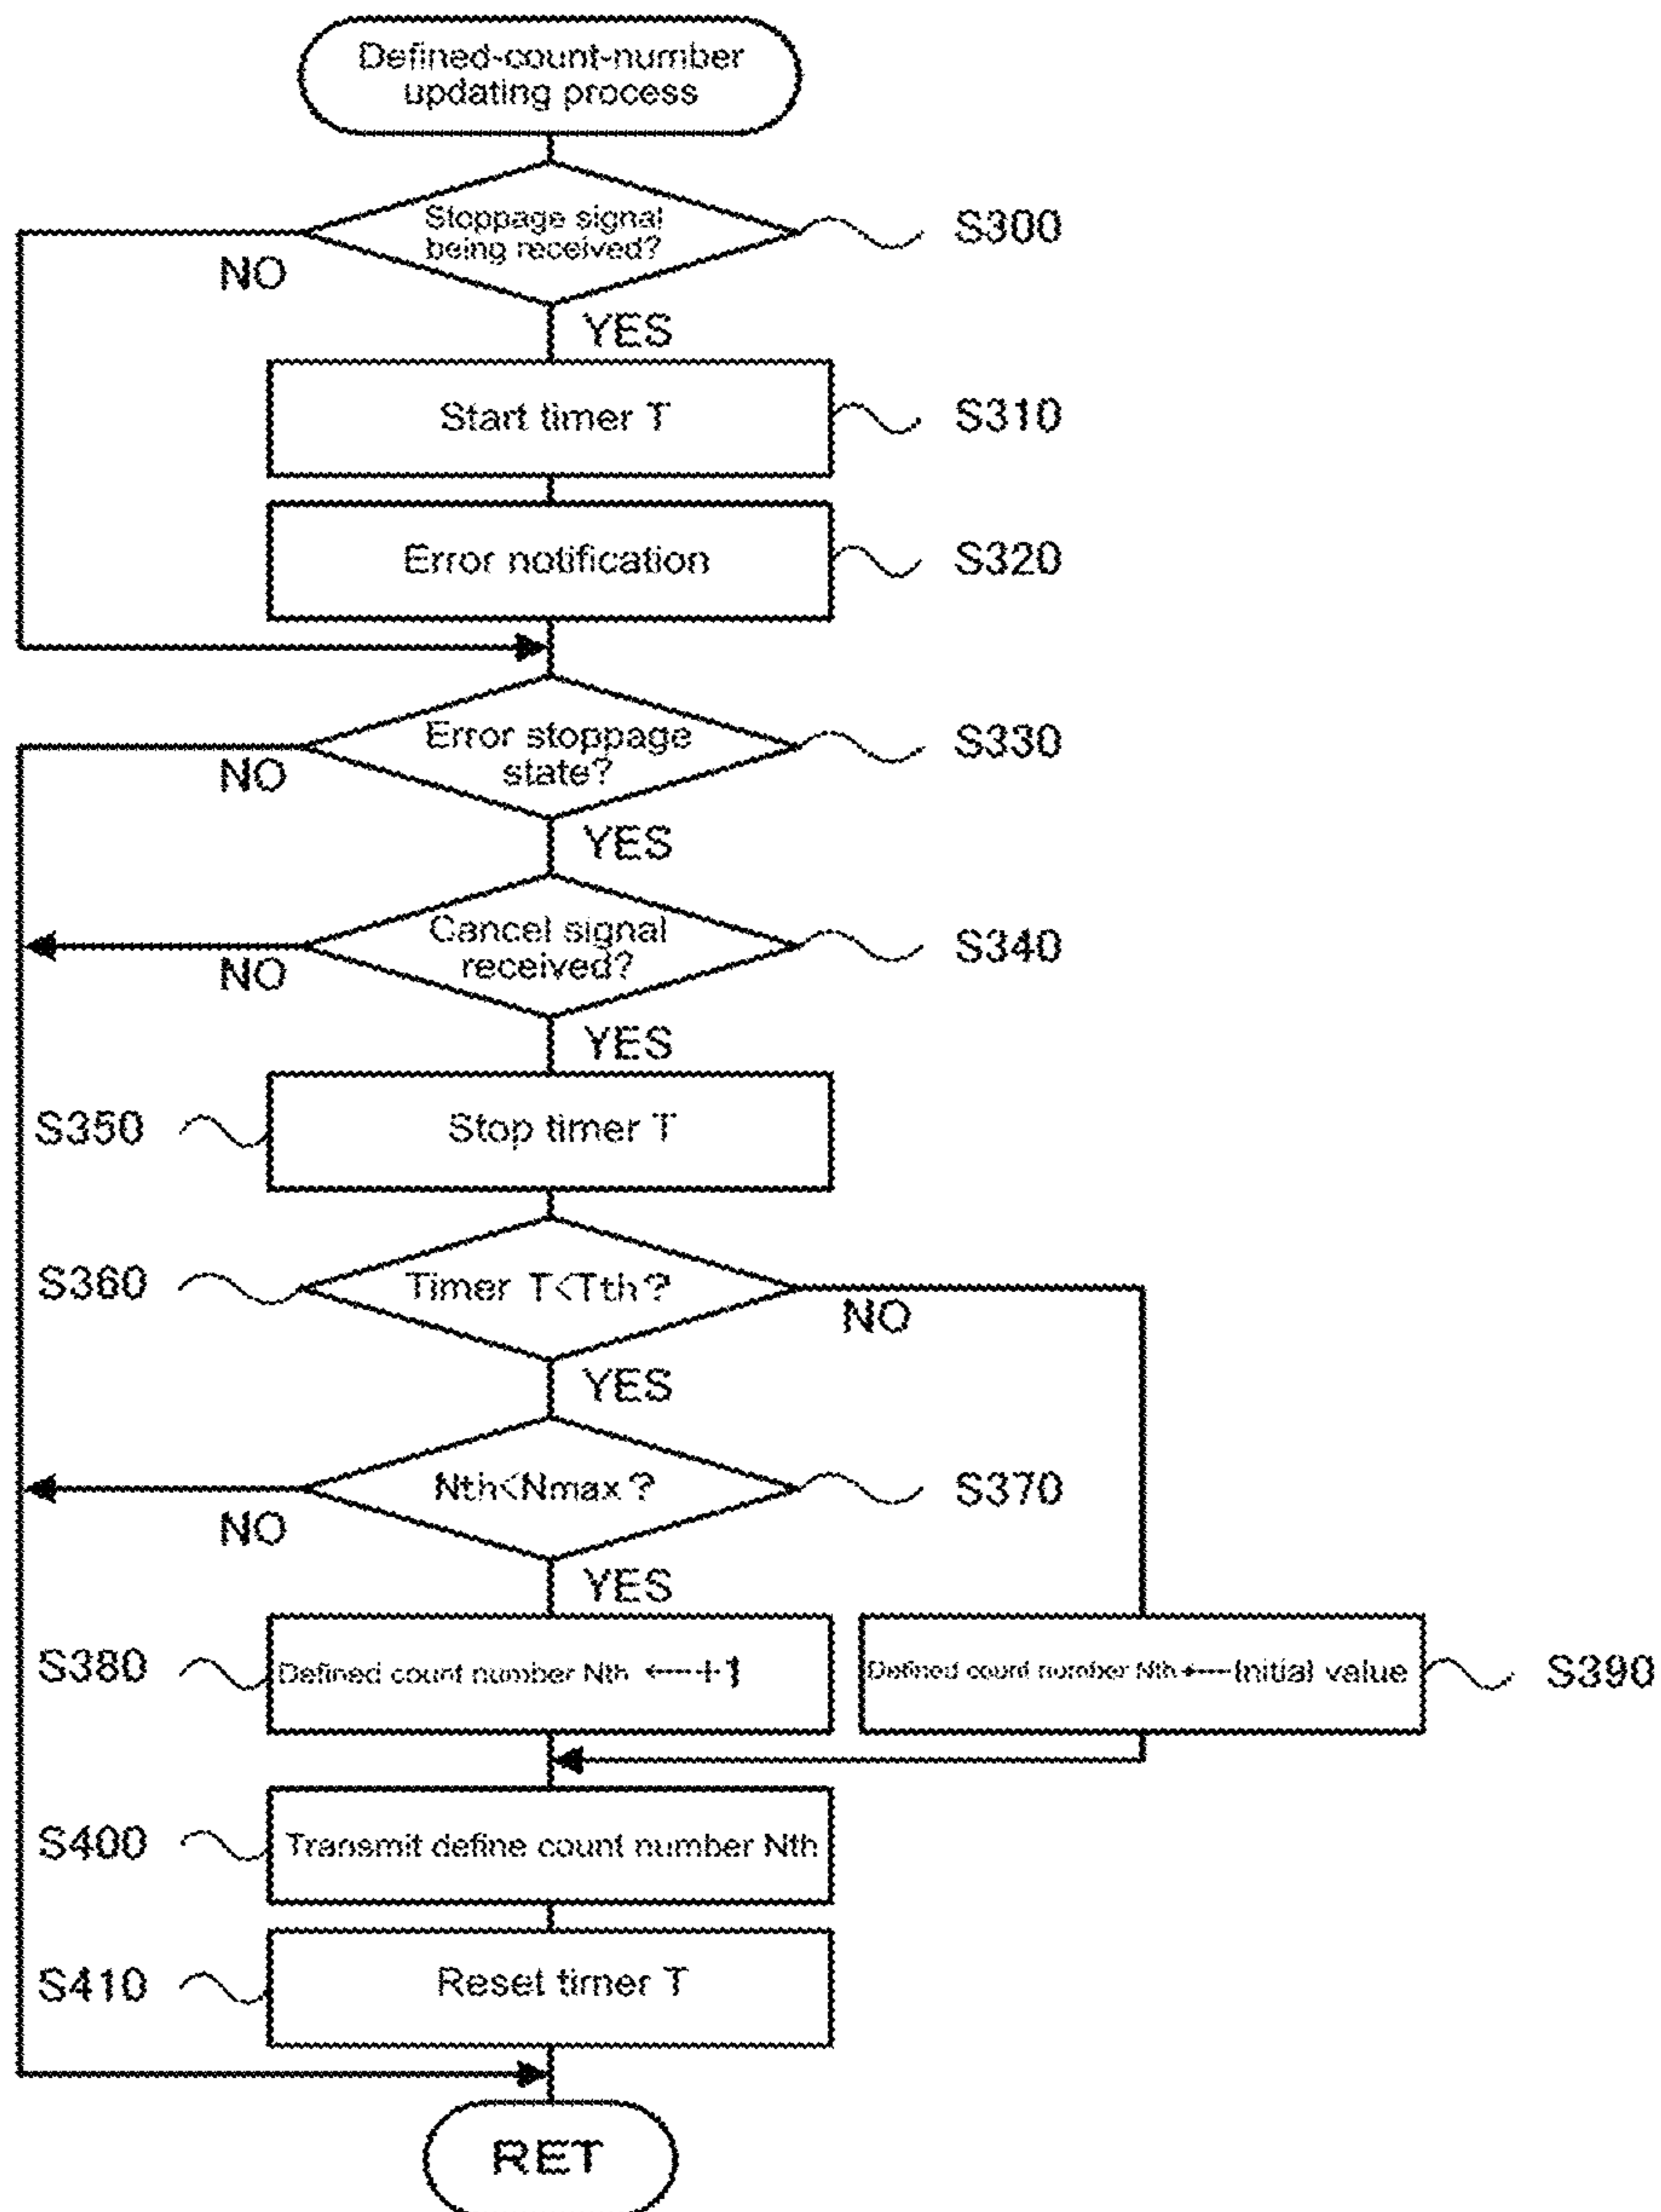 Defined-count-number
updating process
Stoppage signal
being received?
S300
NO
YES
Start timer T
S310
Error notification
S320
Error stoppage
state?
S330
NO
YES
Cancel signal
received?
S340
NO
YES
S350
Stop timer T
S360
Timer T<Tth?
NO
YES
Nth<Nmax?
S370
NO
YES
S380
Defined count number Nth ←+1
Defined count number Nth←Initial value
S390
S400
Transmit define count number Nth
S410
Reset timer T
RET